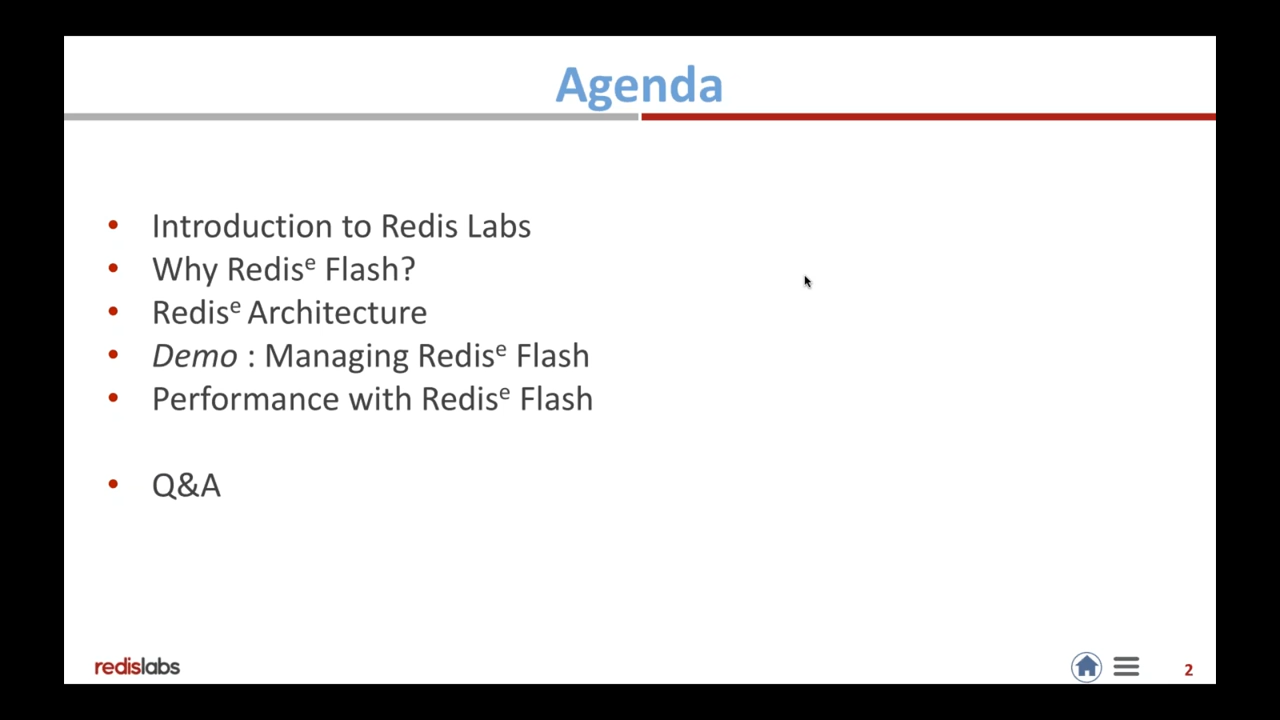 Agenda
• Introduction to Redis Labs
• Why Redisᵉ Flash?
• Redisᵉ Architecture
• Demo : Managing Redisᵉ Flash
• Performance with Redisᵉ Flash
• Q&A
redislabs
2